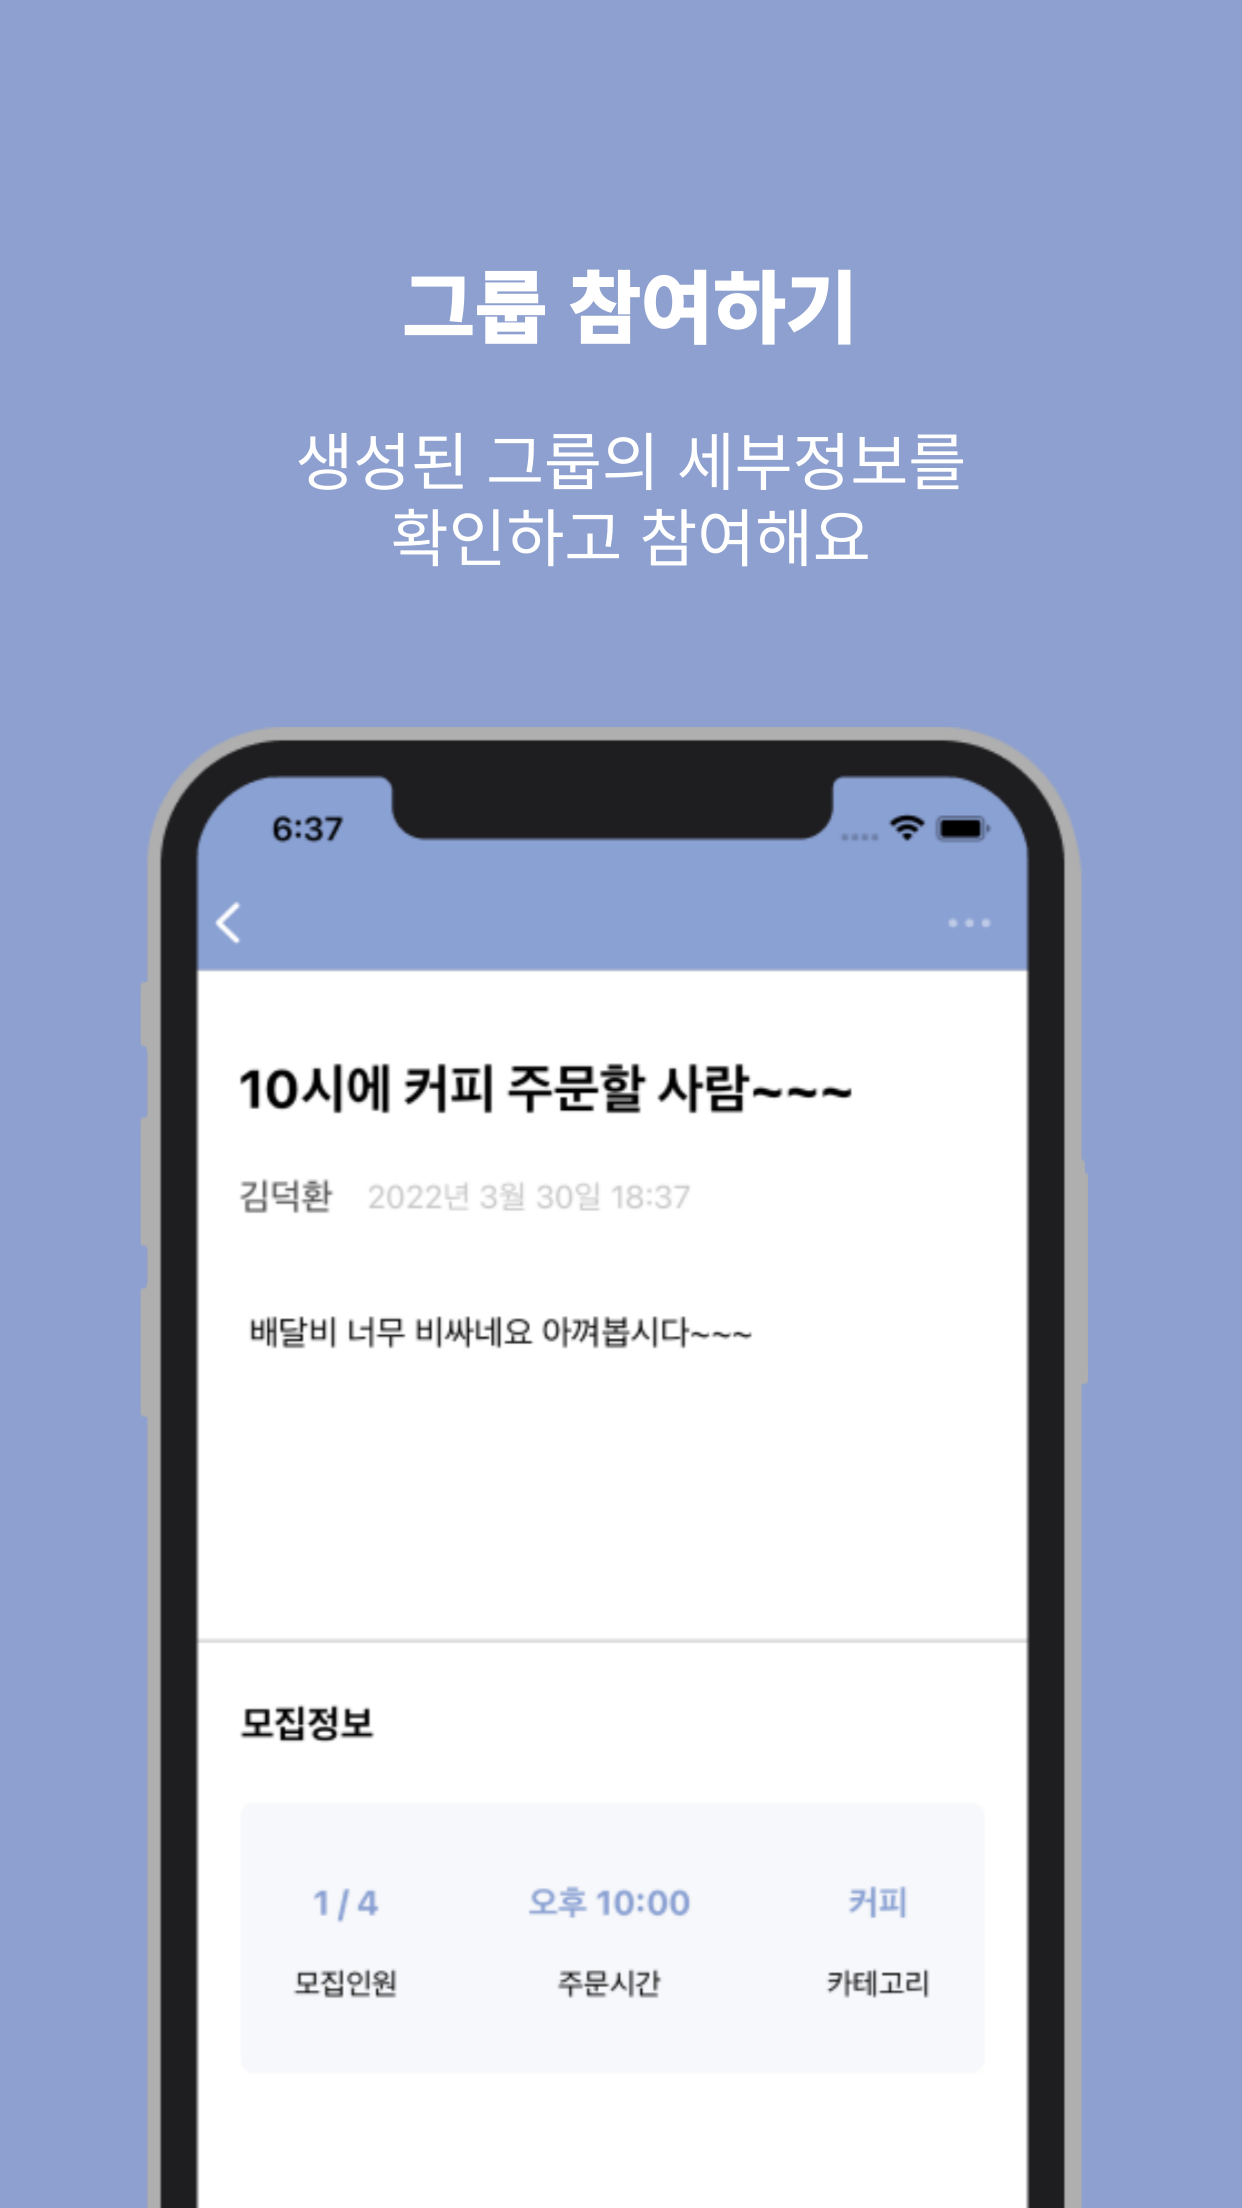 그룹 참여하기
생성된 그룹의 세부정보를
확인하고 참여해요
6:37
10시에 커피 주문할 사람~~~
김덕환 2022년 3월 30일 18:37
배달비 너무 비싸네요 아껴봅시다~~~
모집정보
1 / 4 오후 10:00 커피
모집인원 주문시간 카테고리